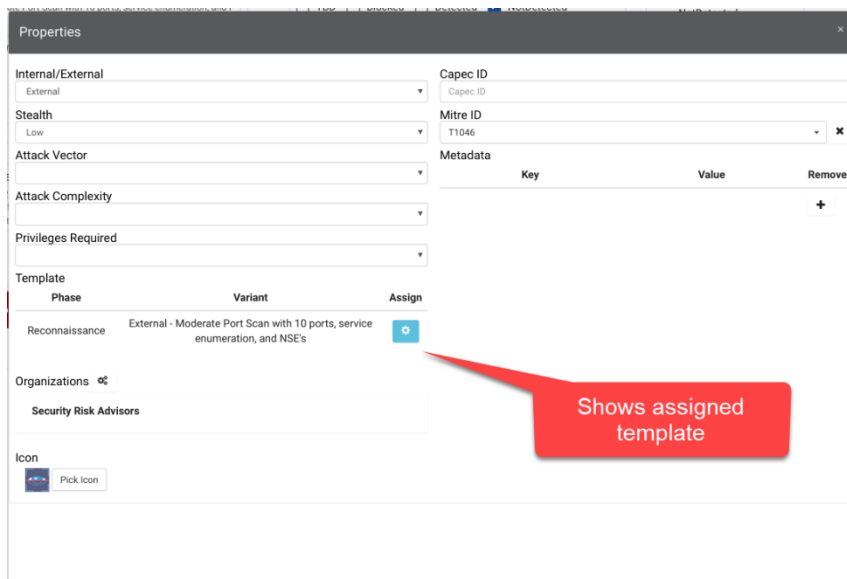 Properties
×
Internal/External
External
Capec ID
Capec ID
Stealth
Low
Mitre ID
T1046
Attack Vector
Metadata
Key Value Remove
Attack Complexity
Privileges Required
Template
Phase Variant Assign
Reconnaissance
External - Moderate Port Scan with 10 ports, service
enumeration, and NSE's
Organizations
Security Risk Advisors
Shows assigned
template
Icon
Pick Icon